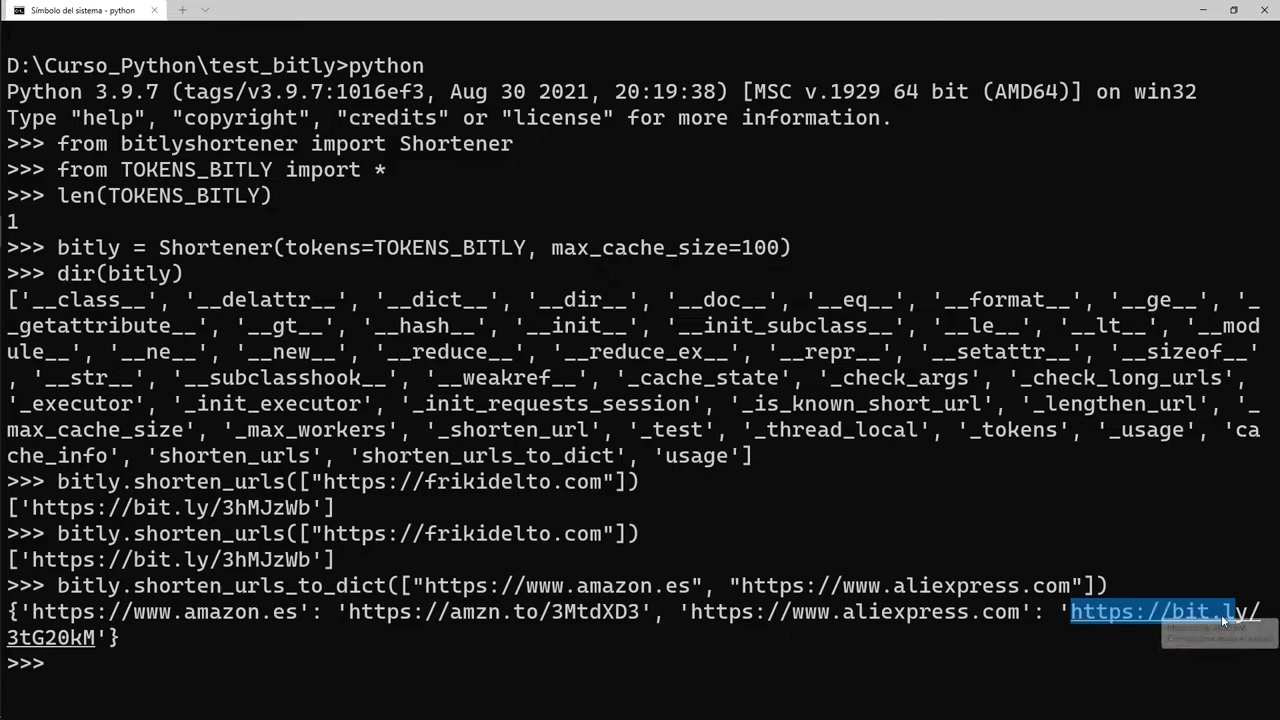 Símbolo del sistema - python
D:\Curso_Python\test_bitly>python
Python 3.9.7 (tags/v3.9.7:1016ef3, Aug 30 2021, 20:19:38) [MSC v.1929 64 bit (AMD64)] on win32
Type "help", "copyright", "credits" or "license" for more information.
>>> from bitlyshortener import Shortener
>>> from TOKENS_BITLY import *
>>> len(TOKENS_BITLY)
1
>>> bitly = Shortener(tokens=TOKENS_BITLY, max_cache_size=100)
>>> dir(bitly)
['__class__', '__delattr__', '__dict__', '__dir__', '__doc__', '__eq__', '__format__', '__ge__', '_
_getattribute__', '__gt__', '__hash__', '__init__', '__init_subclass__', '__le__', '__lt__', '__mod
ule__', '__ne__', '__new__', '__reduce__', '__reduce_ex__', '__repr__', '__setattr__', '__sizeof__'
, '__str__', '__subclasshook__', '__weakref__', '_cache_state', '_check_args', '_check_long_urls',
'_executor', '_init_executor', '_init_requests_session', '_is_known_short_url', '_lengthen_url', '_
max_cache_size', '_max_workers', '_shorten_url', '_test', '_thread_local', '_tokens', '_usage', 'ca
che_info', 'shorten_urls', 'shorten_urls_to_dict', 'usage']
>>> bitly.shorten_urls(["https://frikidelto.com"])
['https://bit.ly/3hMJzWb']
>>> bitly.shorten_urls(["https://frikidelto.com"])
['https://bit.ly/3hMJzWb']
>>> bitly.shorten_urls_to_dict(["https://www.amazon.es", "https://www.aliexpress.com"])
{'https://www.amazon.es': 'https://amzn.to/3MtdXD3', 'https://www.aliexpress.com': 'https://bit.ly/
3tG20kM'}
>>>